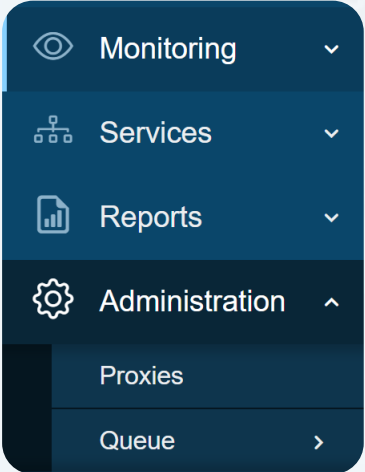 Monitoring
Services
Reports
Administration
Proxies
Queue